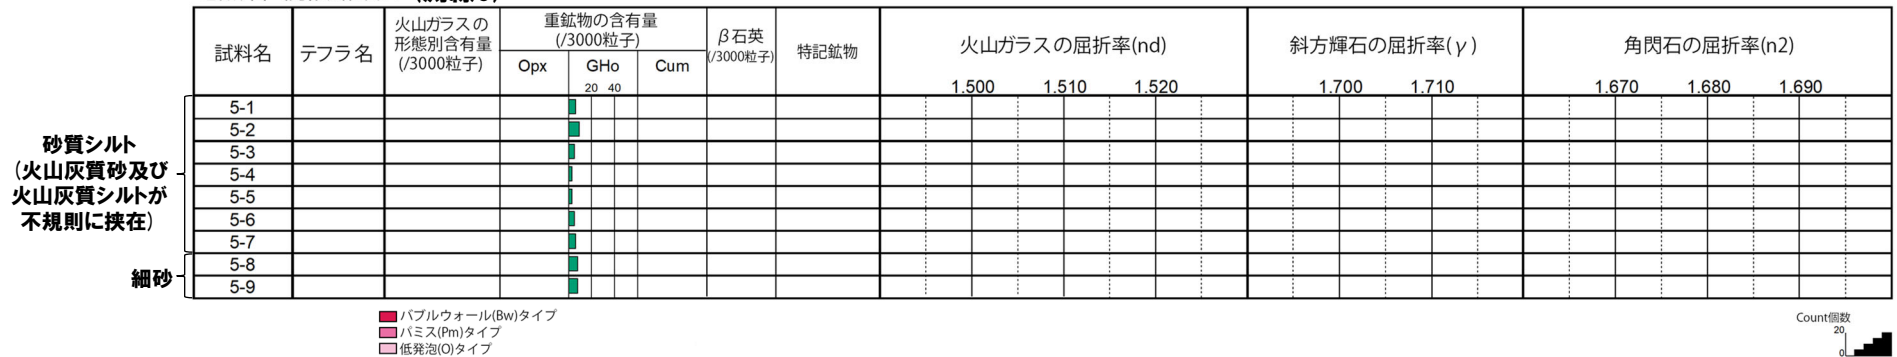 試料名
テフラ名
火山ガラスの
形態別含有量
(/3000粒子)
重鉱物の含有量
(/3000粒子)
Opx
GHo
20 40
Cum
β石英
(/3000粒子)
特記鉱物
火山ガラスの屈折率(nd)
1.500 1.510 1.520
斜方輝石の屈折率(γ)
1.700 1.710
角閃石の屈折率(n2)
1.670 1.680 1.690
砂質シルト
(火山灰質砂及び
火山灰質シルトが
不規則に挟在)
5-1
5-2
5-3
5-4
5-5
5-6
5-7
細砂
5-8
5-9
バブルウォール(Bw)タイプ
パミス(Pm)タイプ
低発泡(O)タイプ
Count個数
20
0